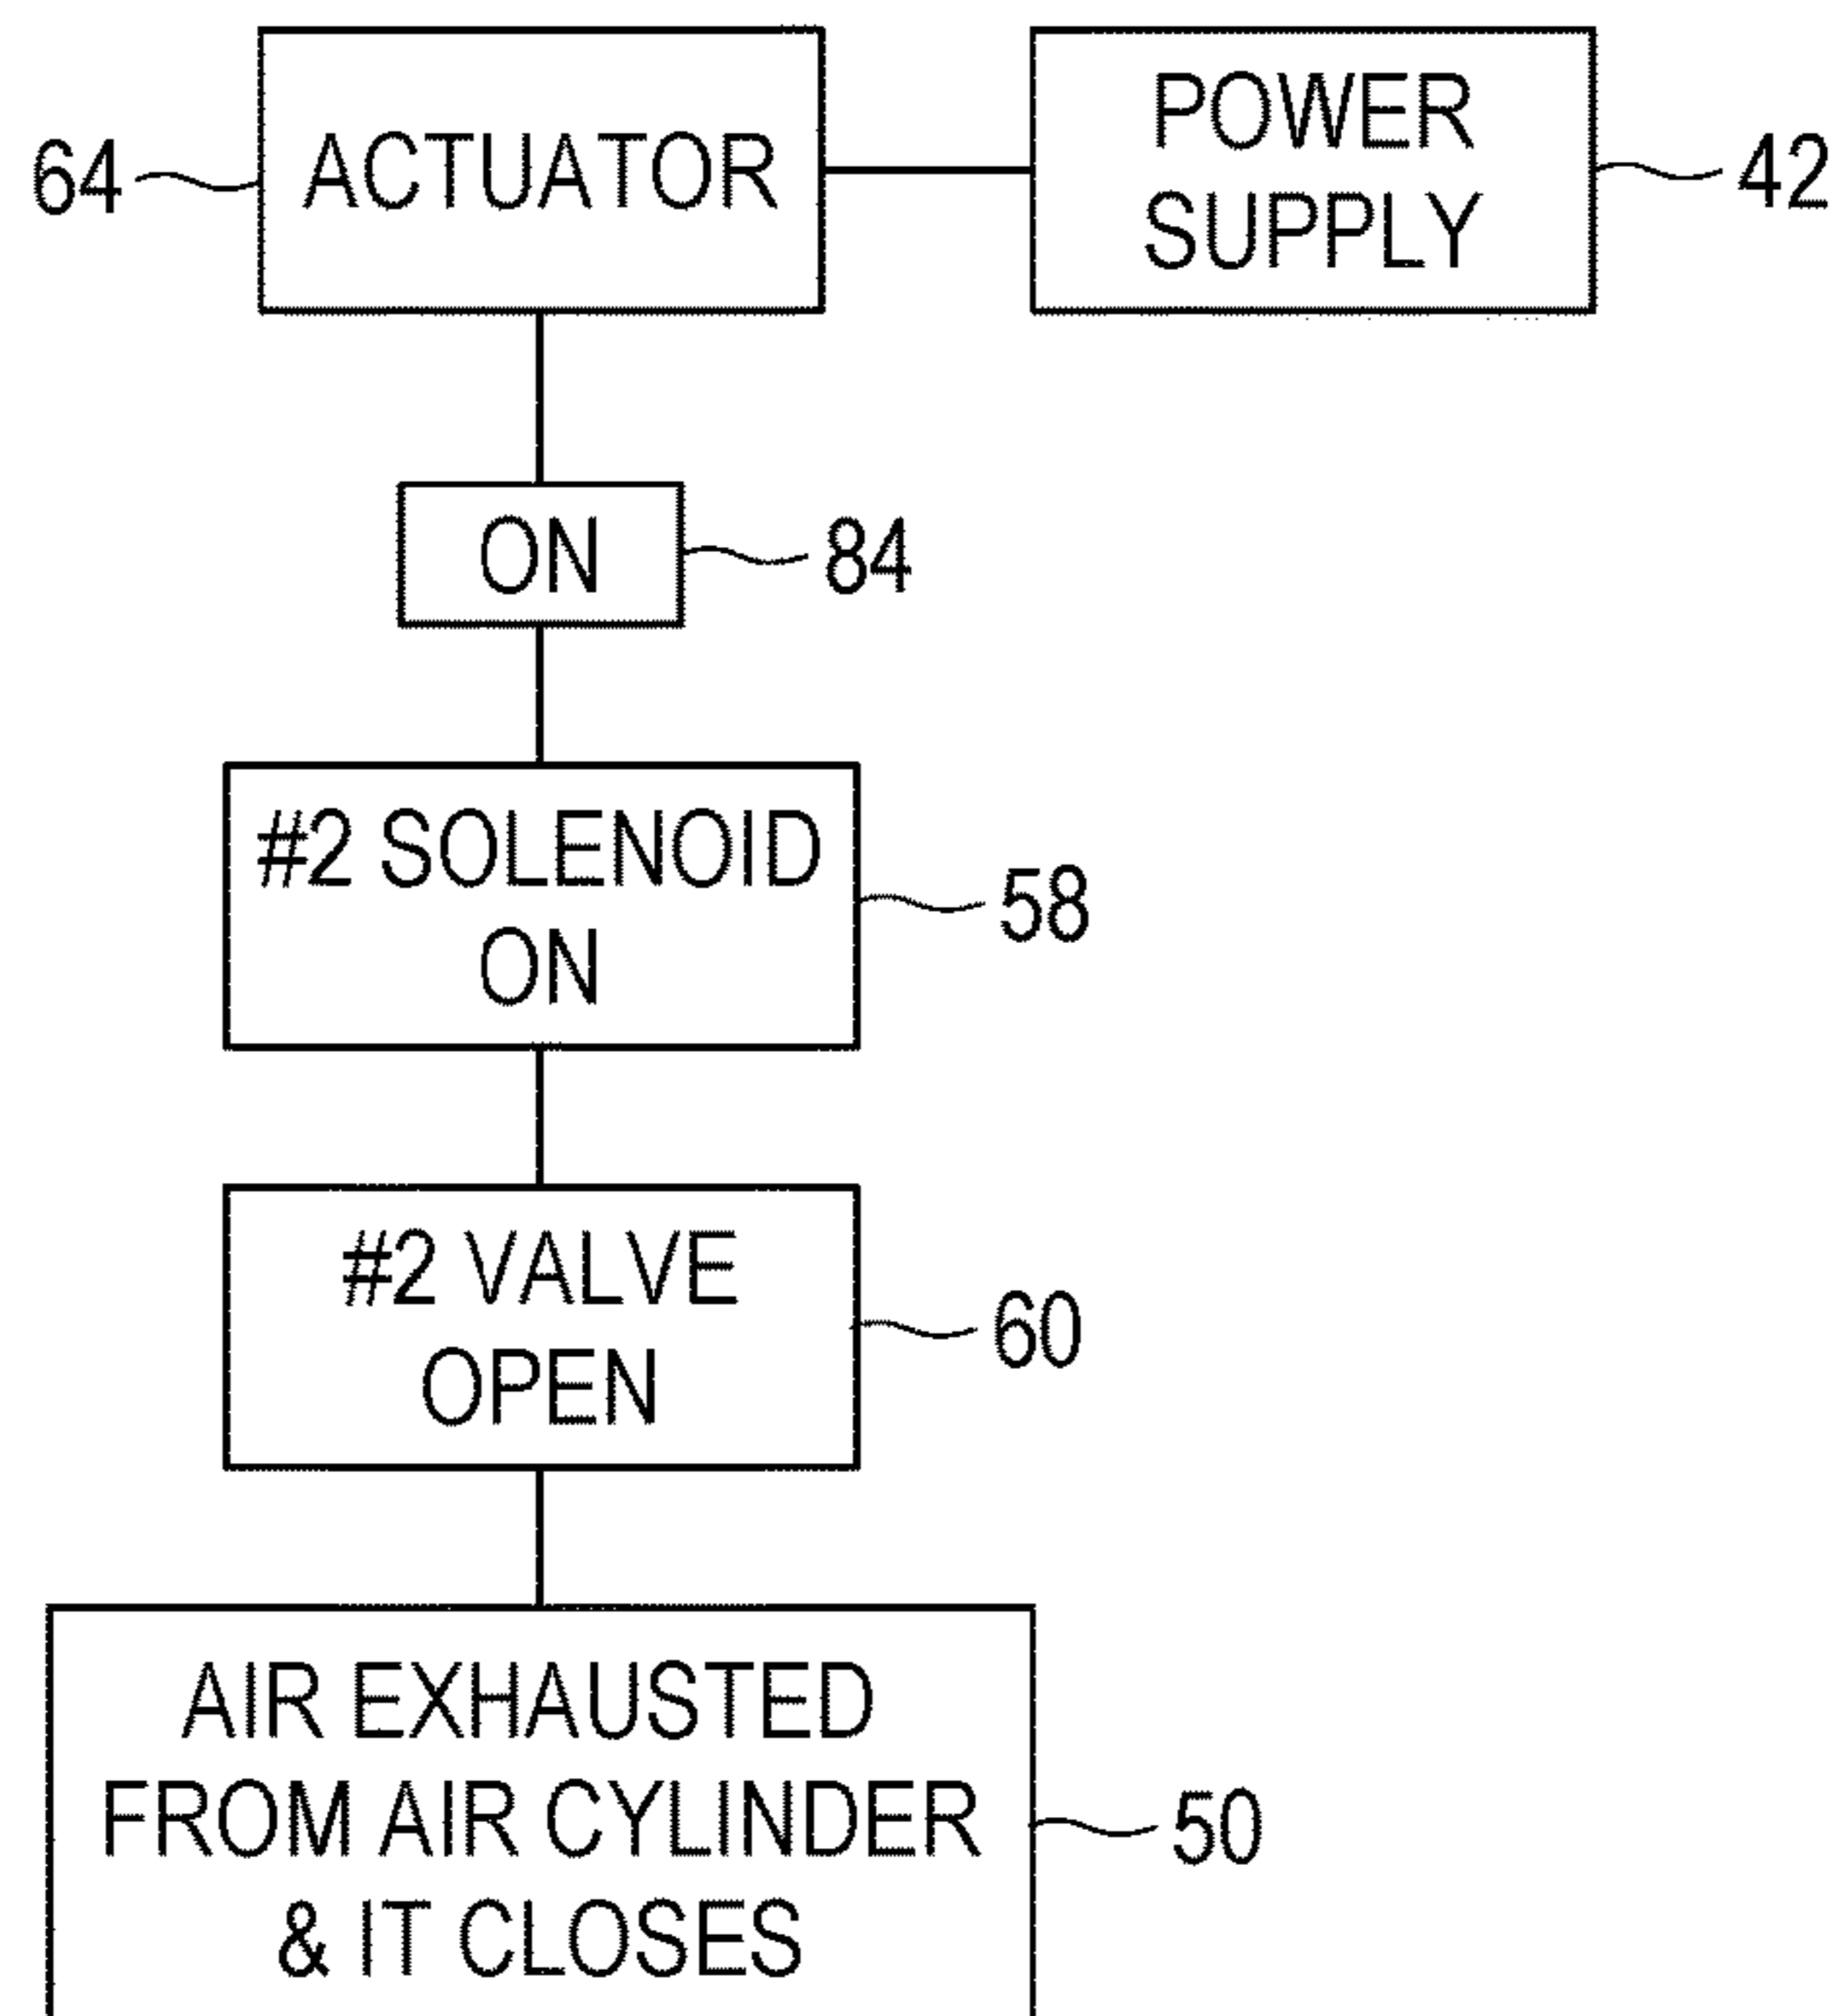 64
ACTUATOR
POWER
SUPPLY
42
ON
84
#2 SOLENOID
ON
58
#2 VALVE
OPEN
60
AIR EXHAUSTED
FROM AIR CYLINDER
& IT CLOSES
50